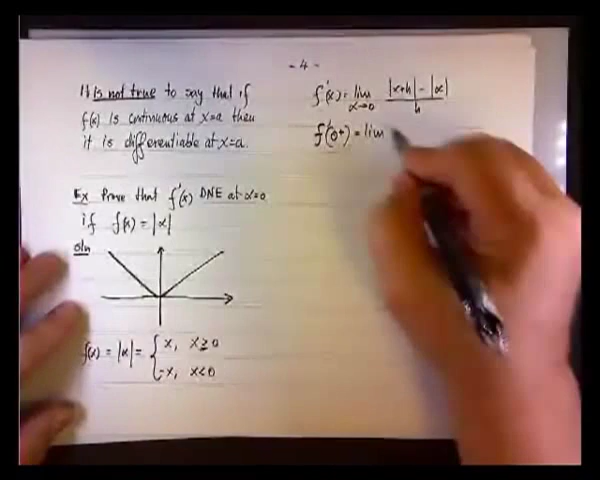 - 4 -
It is not true to say that if
f(x) is continuous at x=a then
it is differentiable at x=a.
Ex Prove that f'(x) DNE at x=0
if f(x) = |x|
Soln
f(x) = |x| = { x, x ≥ 0
-x, x < 0
f'(x) = lim x→0 |x+h| - |x| / h
f'(0+) = lim